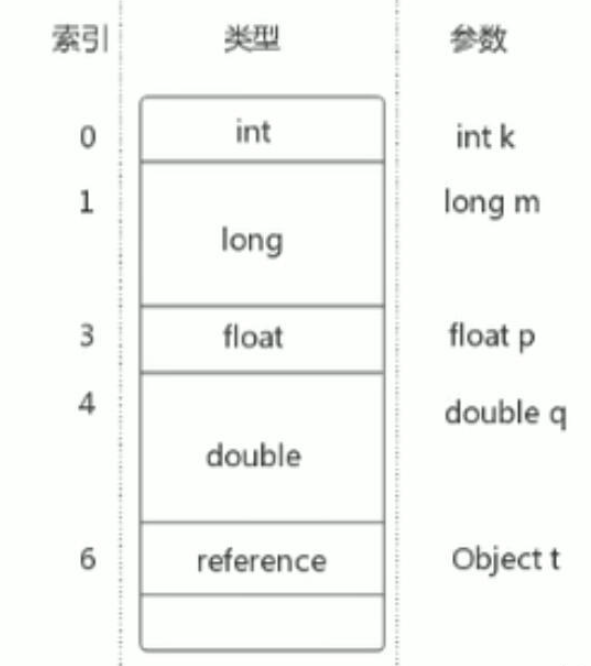 索引 类型 参数
0 int int k
1 long long m
3 float float p
4 double double q
6 reference Object t